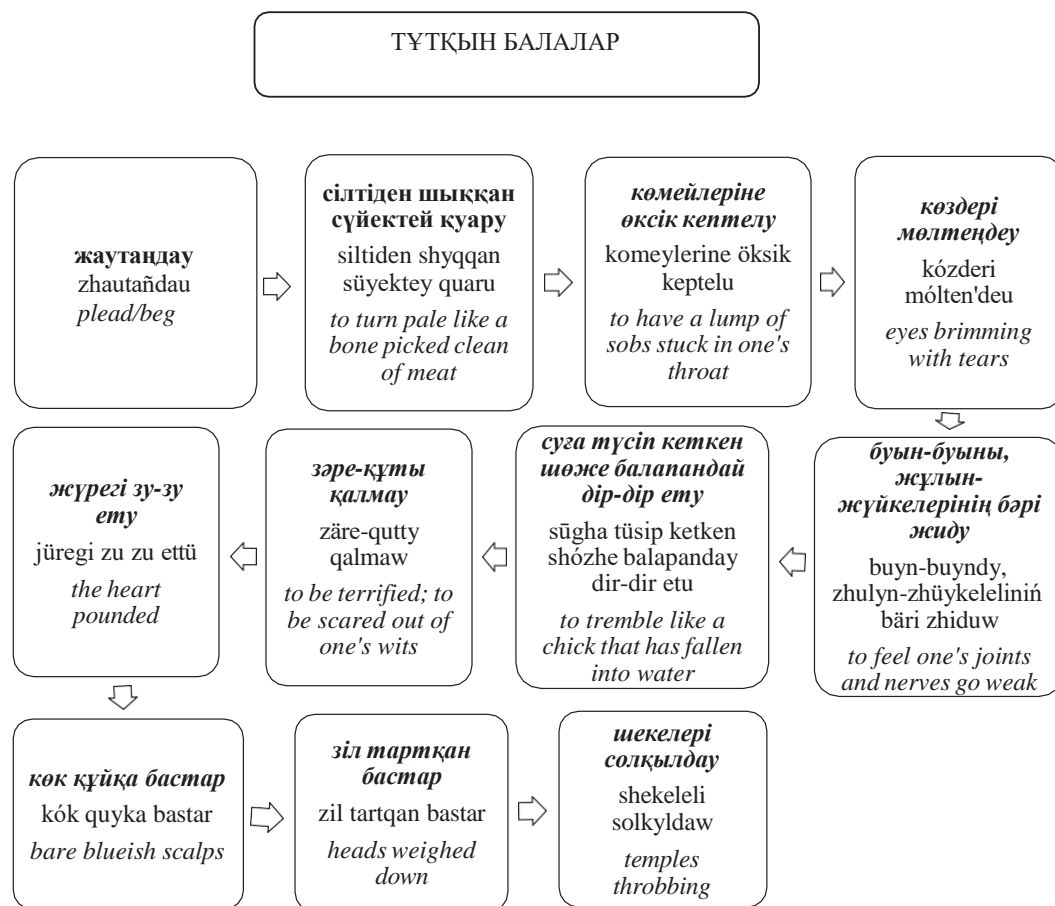 ТҰТҚЫН БАЛАЛАР
жаутаңдау
zhautañdau
plead/beg
сілтіден шыққан
сүйектей қуару
siltiden shyqqan
süyektey quaru
to turn pale like a
bone picked clean
of meat
көмейлеріне
өксік кептелу
komeylerine öksik
keptelu
to have a lump of
sobs stuck in one's
throat
көздері
мөлтеңдеу
kózderi
mólten'deu
eyes brimming
with tears
буын-буыны,
жұлын-
жүйкелерінің бәрі
жиду
buyn-buyndy,
zhulyn-zhüykeleliniń
bäri zhiduw
to feel one's joints
and nerves go weak
суға түсіп кеткен
шөже балапандай
дір-дір ету
sūgha tüsip ketken
shózhe balapanday
dir-dir etu
to tremble like a
chick that has fallen
into water
зәре-құты
қалмау
zäre-qutty
qalmaw
to be terrified; to
be scared out of
one's wits
жүрегі зу-зу
ету
jüregi zu zu ettü
the heart
pounded
көк құйқа бастар
kók quyka bastar
bare blueish scalps
зіл тартқан
бастар
zil tartqan bastar
heads weighed
down
шекелері
солқылдау
shekeleli
solkyldaw
temples
throbbing